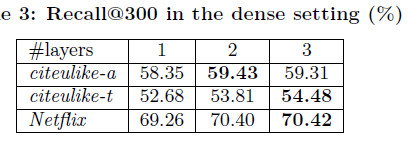 e 3: Recall@300 in the dense setting (%)
#layers 1 2 3
citeulike-a 58.35 59.43 59.31
citeulike-t 52.68 53.81 54.48
Netflix 69.26 70.40 70.42